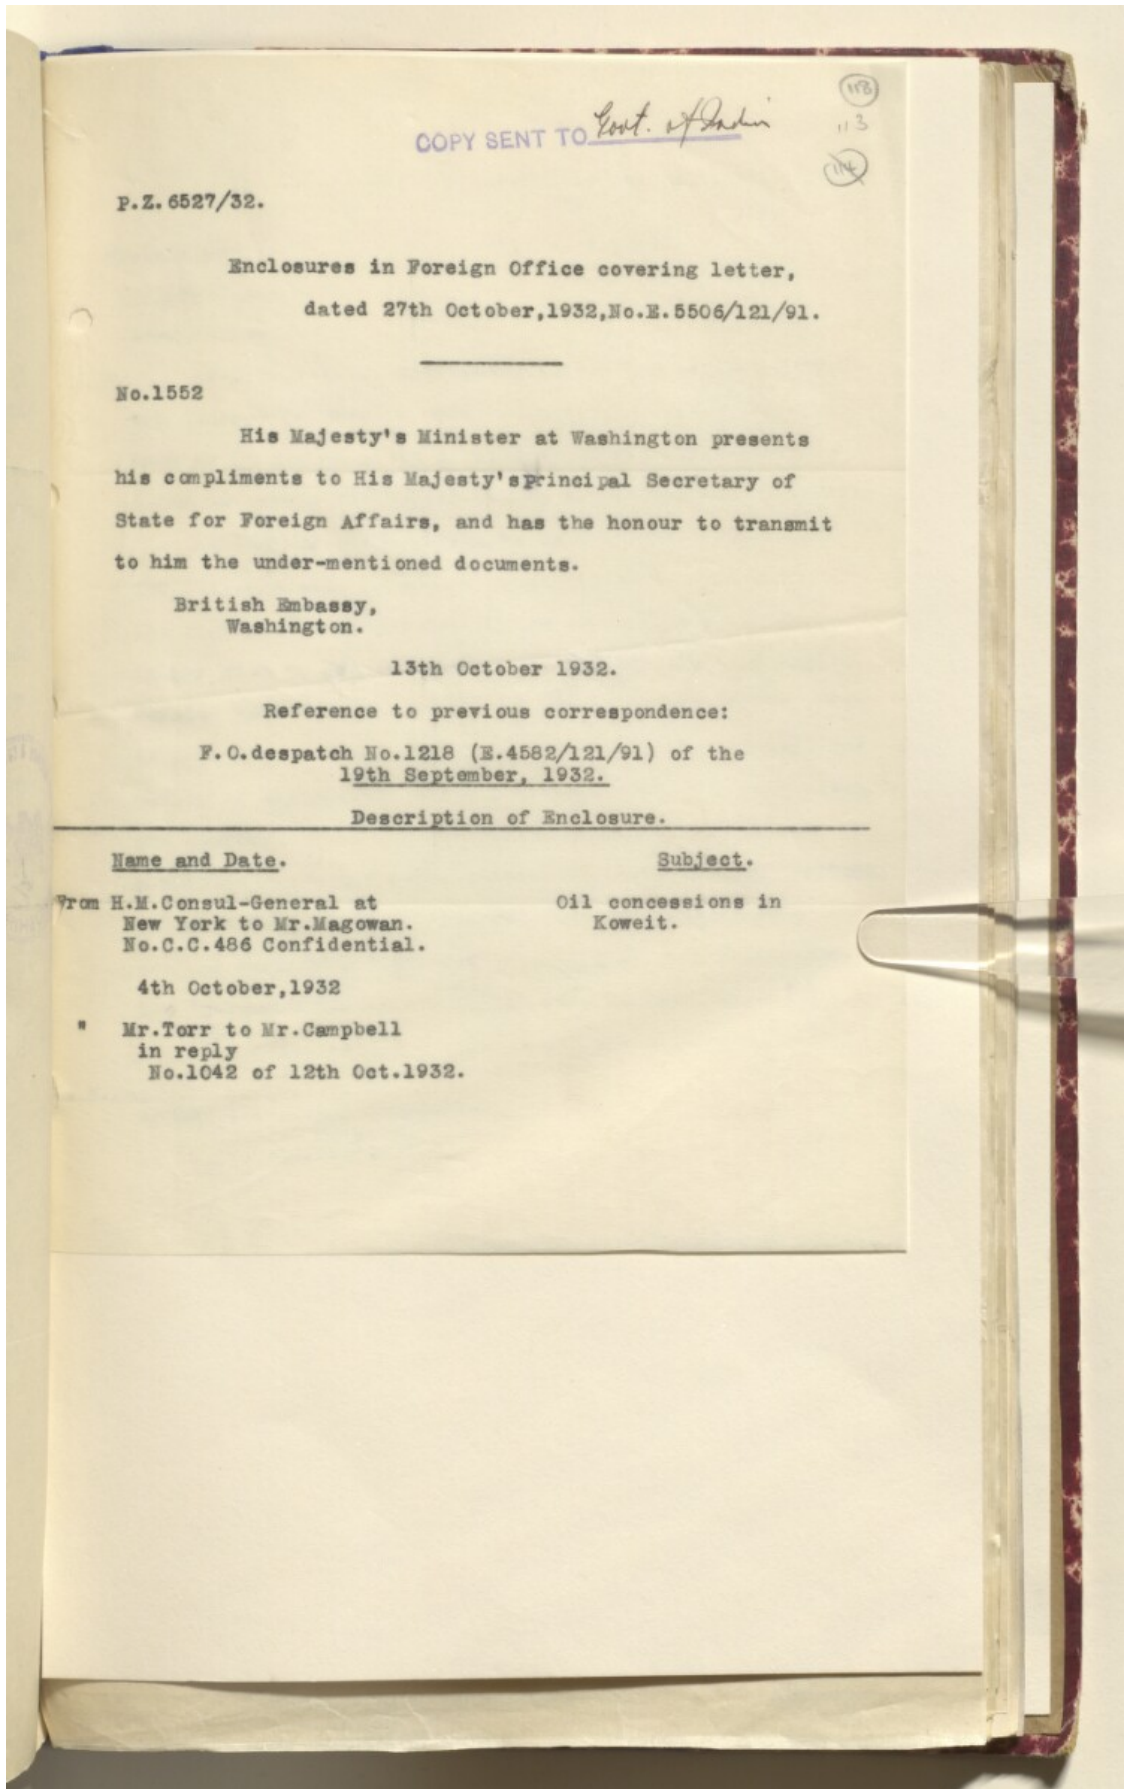 118
COPY SENT TO Govt. of India
113
114
P.Z.6527/32.
Enclosures in Foreign Office covering letter,
dated 27th October,1932,No.E.5506/121/91.
No.1552
His Majesty's Minister at Washington presents
his compliments to His Majesty's principal Secretary of
State for Foreign Affairs, and has the honour to transmit
to him the under-mentioned documents.
British Embassy,
Washington.
13th October 1932.
Reference to previous correspondence:
F.O.despatch No.1218 (E.4582/121/91) of the
19th September, 1932.
Description of Enclosure.
Name and Date. Subject.
From H.M.Consul-General at Oil concessions in
New York to Mr.Magowan. Koweit.
No.C.C.486 Confidential.
4th October,1932
" Mr.Torr to Mr.Campbell
in reply
No.1042 of 12th Oct.1932.